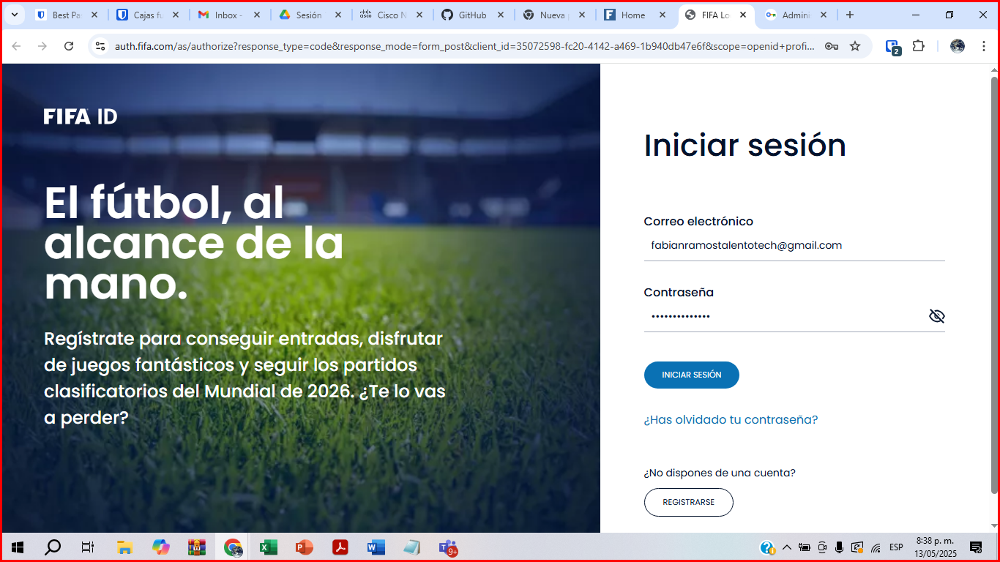 Best Pa
Cajas fu
Inbox -
Sesión
Cisco N
GitHub
Nueva
Home
FIFA Lo
Admini
auth.fifa.com/as/authorize?response_type=code&response_mode=form_post&client_id=35072598-fc20-4142-a469-1b940db47e6f&scope=openid+profi...
2
FIFA ID
El fútbol, al
alcance de la
mano.
Regístrate para conseguir entradas, disfrutar
de juegos fantásticos y seguir los partidos
clasificatorios del Mundial de 2026. ¿Te lo vas
a perder?
Iniciar sesión
Correo electrónico
fabianramostalentotech@gmail.com
Contraseña
INICIAR SESIÓN
¿Has olvidado tu contraseña?
¿No dispones de una cuenta?
REGISTRARSE
9+
ESP
8:38 p. m.
13/05/2025